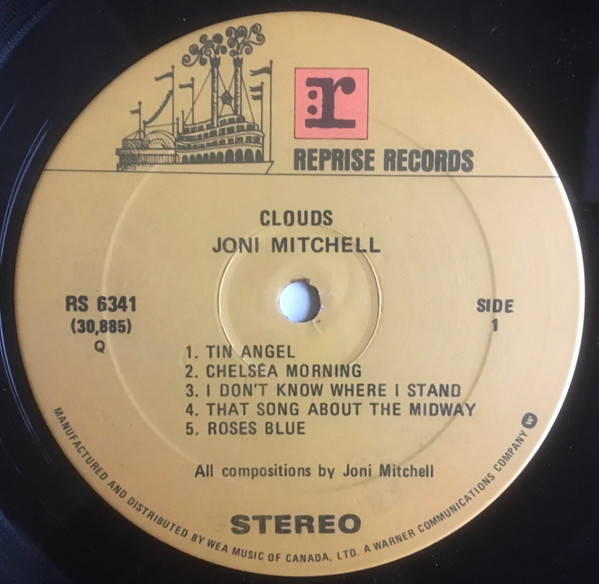 r
REPRISE RECORDS
CLOUDS
JONI MITCHELL
RS 6341
(30,885)
Q
SIDE
1
1. TIN ANGEL
2. CHELSEA MORNING
3. I DON'T KNOW WHERE I STAND
4. THAT SONG ABOUT THE MIDWAY
5. ROSES BLUE
All compositions by Joni Mitchell
STEREO
MANUFACTURED AND DISTRIBUTED BY WEA MUSIC OF CANADA, LTD. A WARNER COMMUNICATIONS COMPANY